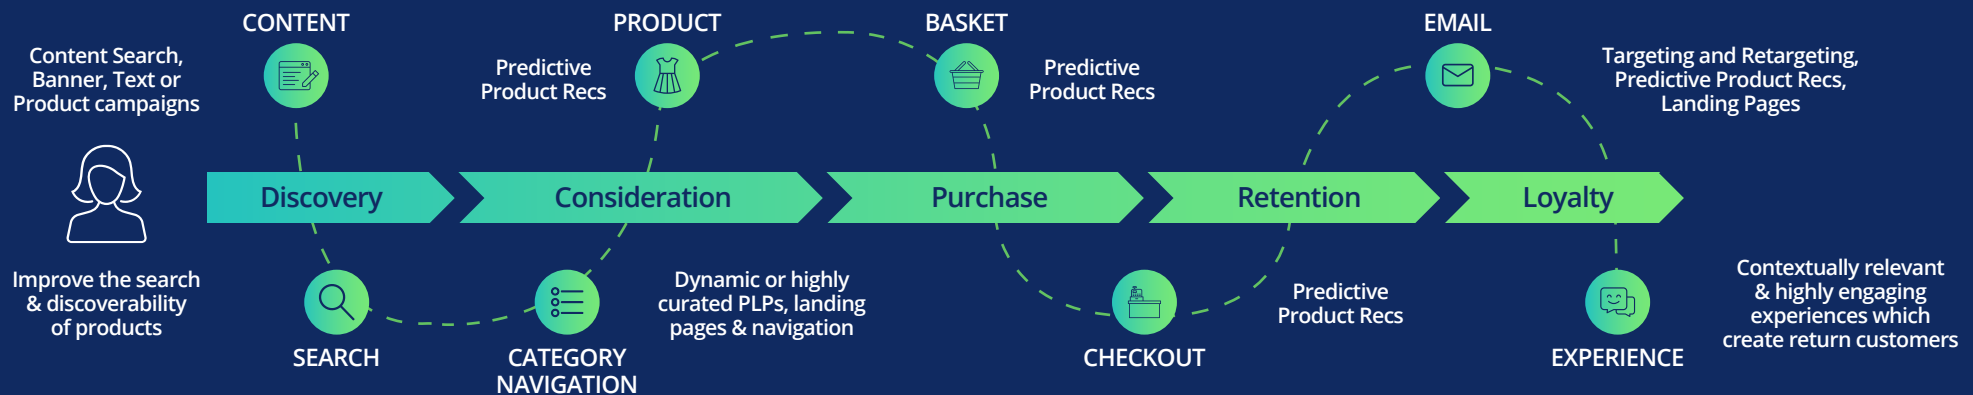 CONTENT
PRODUCT
BASKET
EMAIL
Content Search,
Banner, Text or
Product campaigns
Predictive
Product Recs
Predictive
Product Recs
Targeting and Retargeting,
Predictive Product Recs,
Landing Pages
Discovery
Consideration
Purchase
Retention
Loyalty
Improve the search
& discoverability
of products
SEARCH
CATEGORY
NAVIGATION
Dynamic or highly
curated PLPs, landing
pages & navigation
CHECKOUT
Predictive
Product Recs
EXPERIENCE
Contextually relevant
& highly engaging
experiences which
create return customers